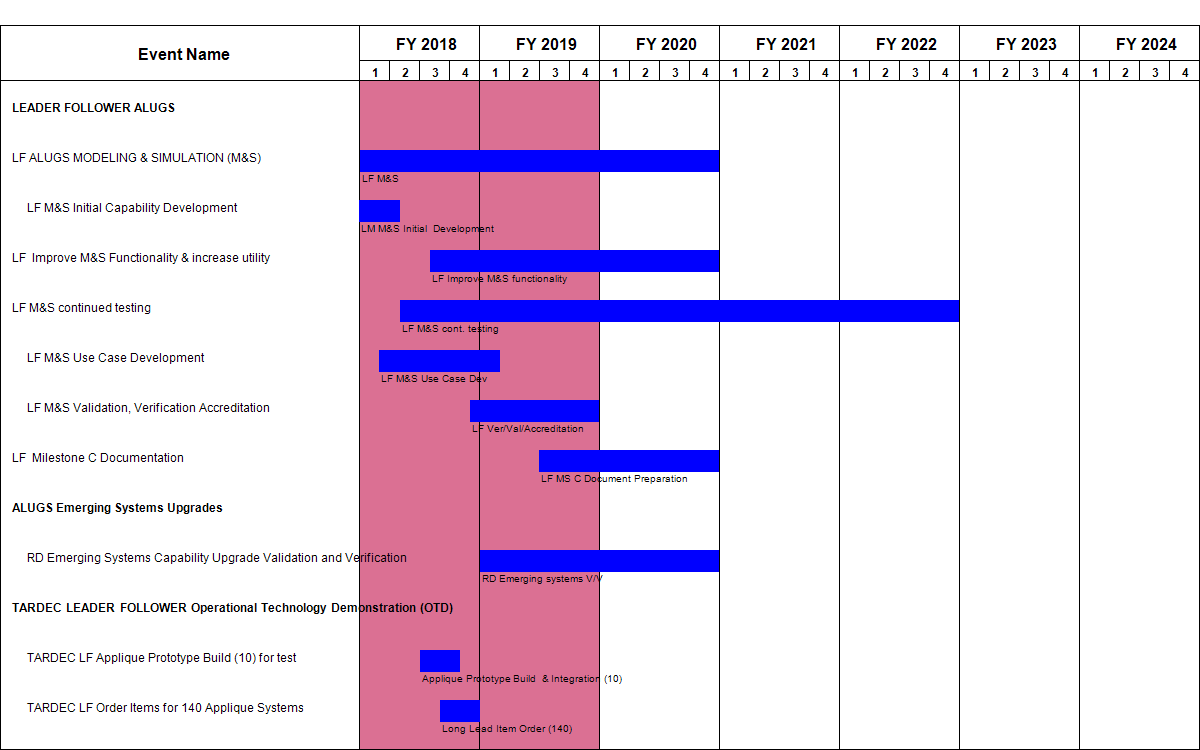 Event Name FY 2018 FY 2019 FY 2020 FY 2021 FY 2022 FY 2023 FY 2024
1 2 3 4 1 2 3 4 1 2 3 4 1 2 3 4 1 2 3 4 1 2 3 4 1 2 3 4
LEADER FOLLOWER ALUGS
LF ALUGS MODELING & SIMULATION (M&S)
LF M&S
LF M&S Initial Capability Development
LM M&S Initial Development
LF Improve M&S Functionality & increase utility
LF Improve M&S functionality
LF M&S continued testing
LF M&S cont. testing
LF M&S Use Case Development
LF M&S Use Case Dev
LF M&S Validation, Verification Accreditation
LF Ver/Val/Accreditation
LF Milestone C Documentation
LF MS C Document Preparation
ALUGS Emerging Systems Upgrades
RD Emerging Systems Capability Upgrade Validation and Verification
RD Emerging systems V/V
TARDEC LEADER FOLLOWER Operational Technology Demonstration (OTD)
TARDEC LF Applique Prototype Build (10) for test
Applique Prototype Build & Integration (10)
TARDEC LF Order Items for 140 Applique Systems
Long Lead Item Order (140)